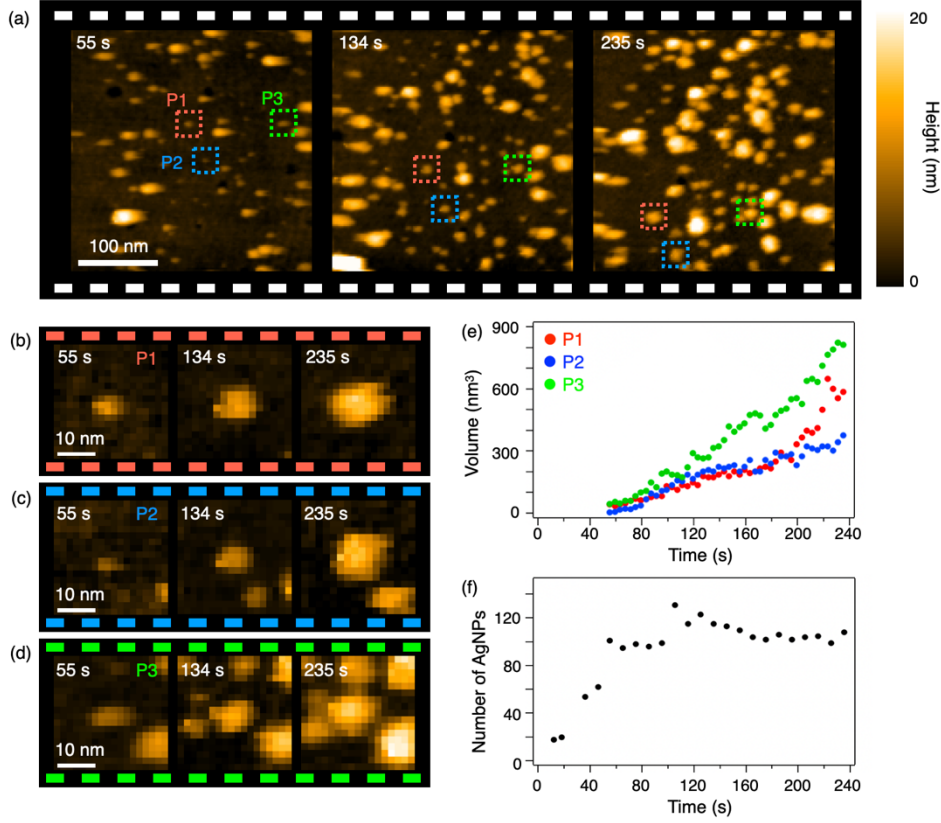 (a)
55 s 134 s 235 s
P1 P3
P2
100 nm
20
Height (nm)
0
(b)
55 s P1 134 s 235 s
10 nm
(c)
55 s P2 134 s 235 s
10 nm
(d)
55 s P3 134 s 235 s
10 nm
(e)
900
600
300
0
Volume (nm³)
P1
P2
P3
0 40 80 120 160 200 240
Time (s)
(f)
120
80
40
0
Number of AgNPs
0 40 80 120 160 200 240
Time (s)